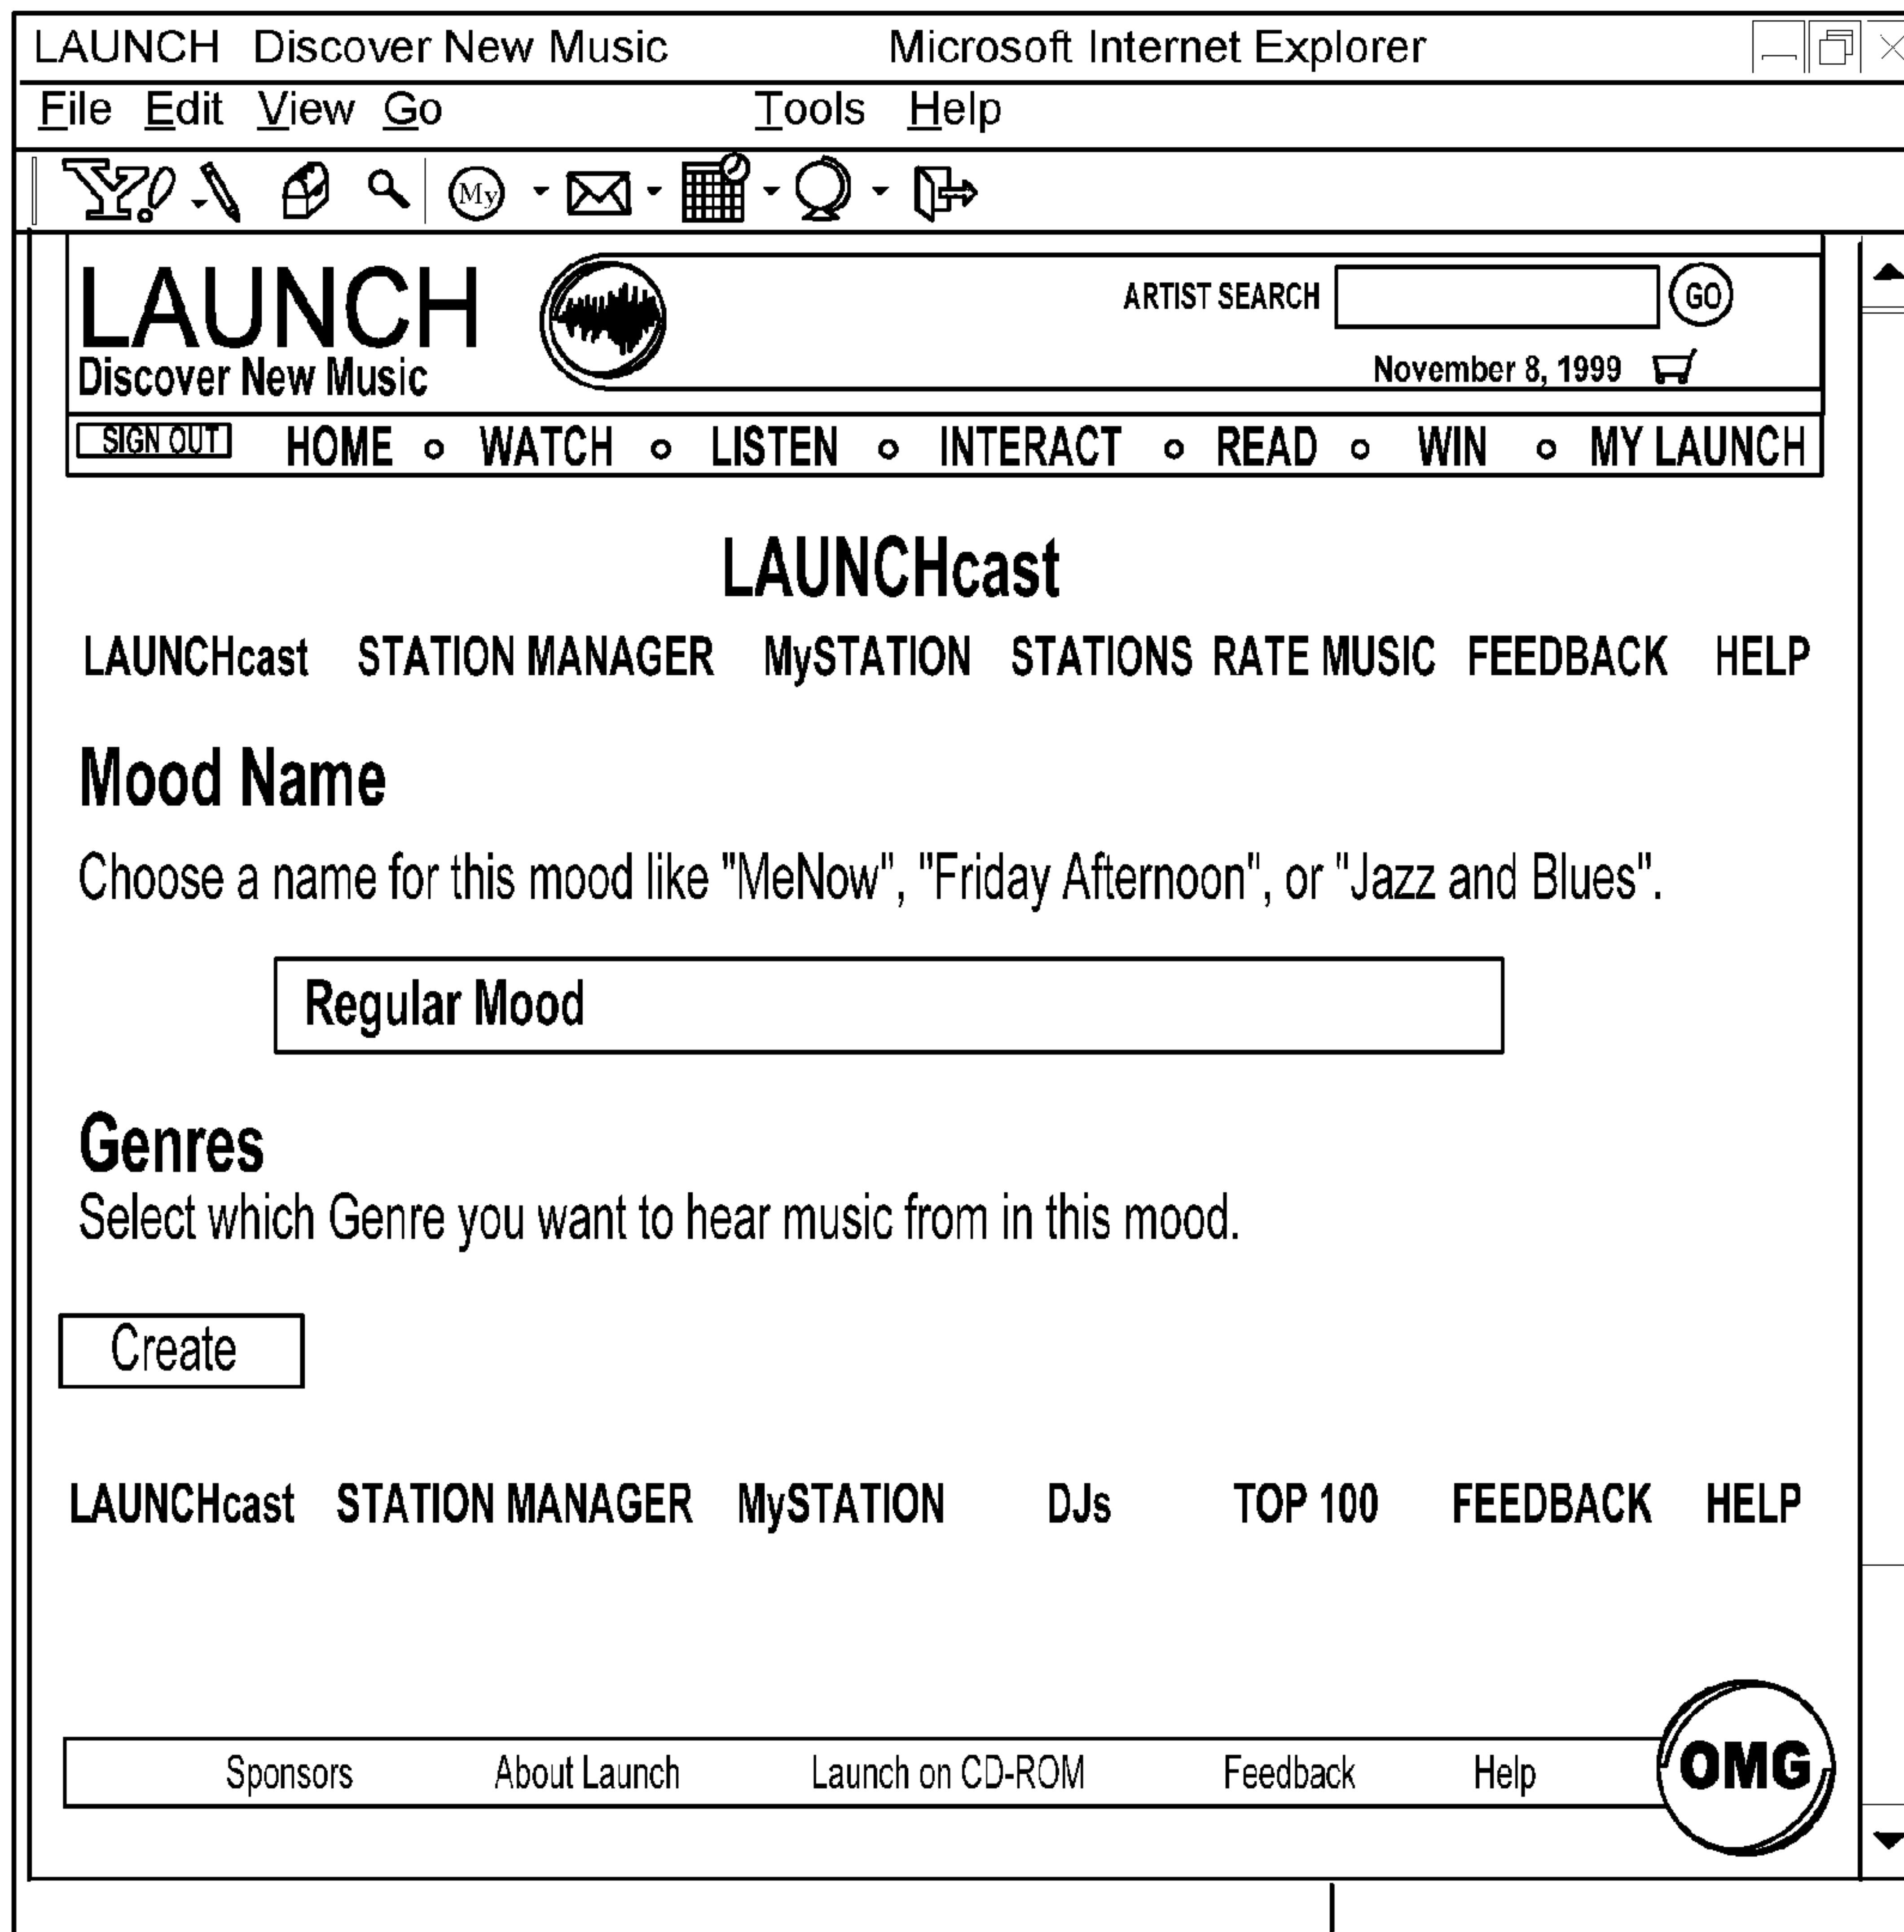 LAUNCH Discover New Music Microsoft Internet Explorer
File Edit View Go Tools Help
Y! My
LAUNCH
Discover New Music
ARTIST SEARCH GO
November 8, 1999
SIGN OUT HOME o WATCH o LISTEN o INTERACT o READ o WIN o MY LAUNCH
LAUNCHcast
LAUNCHcast STATION MANAGER MySTATION STATIONS RATE MUSIC FEEDBACK HELP
Mood Name
Choose a name for this mood like "MeNow", "Friday Afternoon", or "Jazz and Blues".
Regular Mood
Genres
Select which Genre you want to hear music from in this mood.
Create
LAUNCHcast STATION MANAGER MySTATION DJs TOP 100 FEEDBACK HELP
Sponsors About Launch Launch on CD-ROM Feedback Help OMG